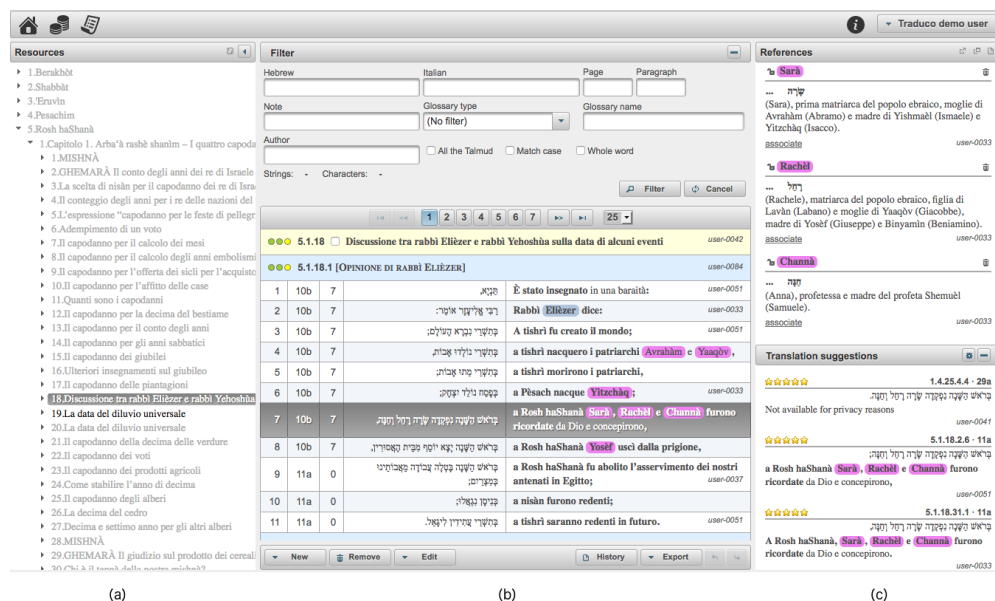 Traduco demo user
Resources
1.Berakhòt
2.Shabbàt
3.'Eruvìn
4.Pesachìm
5.Rosh haShanà
1.Capitolo 1. Arba'à rashè shanìm – I quattro capoda
1.MISHNÀ
2.GHEMARÀ Il conto degli anni dei re di Israele
3.La scelta di nisàn per il capodanno dei re di Isra
4.Il conteggio degli anni per i re delle nazioni del
5.L'espressione "capodanno per le feste di pellegr
6.Adempimento di un voto
7.Il capodanno per il calcolo dei mesi
8.Il capodanno per il calcolo degli anni embolismi
9.Il capodanno per l'offerta dei sicli per l'acquisto
10.Il capodanno per l'affitto delle case
11.Quanti sono i capodanni
12.Il capodanno per la decima del bestiame
13.Il capodanno per il conto degli anni
14.Il capodanno per gli anni sabbatici
15.Il capodanno dei giubilei
16.Ulteriori insegnamenti sul giubileo
17.Il capodanno delle piantagioni
18.Discussione tra rabbì Elièzer e rabbì Yehoshùa
19.La data del diluvio universale
20.La data del diluvio universale
21.Il capodanno della decima delle verdure
22.Il capodanno dei voti
23.Il capodanno dei prodotti agricoli
24.Come stabilire l'anno di decima
25.Il capodanno degli alberi
26.La decima del cedro
27.Decima e settimo anno per gli altri alberi
28.MISHNÀ
29.GHEMARÀ Il giudizio sul prodotto dei cereali
30.Chi è il tannà della nostra mishnà?
(a)
Filter
Hebrew Italian Page Paragraph
Note Glossary type Glossary name
(No filter)
Author
All the Talmud Match case Whole word
Strings: - Characters: -
Filter Cancel
1 2 3 4 5 6 7 25
5.1.18 Discussione tra rabbì Elièzer e rabbì Yehoshùa sulla data di alcuni eventi user-0042
5.1.18.1 [OPINIONE DI RABBÌ ELIÈZER] user-0084
1 10b 7 תַּנְיָא, È stato insegnato in una baraità: user-0051
2 10b 7 רַבִּי אֱלִיעֶזֶר אוֹמֵר: Rabbì Elièzer dice: user-0033
3 10b 7 בְּתִשְׁרֵי נִבְרָא הָעוֹלָם; A tishrì fu creato il mondo; user-0051
4 10b 7 בְּתִשְׁרֵי נוֹלְדוּ אָבוֹת, a tishrì nacquero i patriarchi Avrahàm e Yaaqòv,
5 10b 7 בְּתִשְׁרֵי מֵתוּ אָבוֹת; a tishrì morirono i patriarchi,
6 10b 7 בְּפֶסַח נוֹלַד יִצְחָק; a Pèsach nacque Yitzchàq; user-0033
7 10b 7 בְּרֹאשׁ הַשָּׁנָה נִפְקְדָה שָׂרָה רָחֵל וְחַנָּה, a Rosh haShanà Sarà, Rachèl e Channà furono
ricordate da Dio e concepirono,
8 10b 7 בְּרֹאשׁ הַשָּׁנָה יָצָא יוֹסֵף מִבֵּית הָאֲסוּרִין, a Rosh haShanà Yosèf uscì dalla prigione,
9 11a 0 בְּרֹאשׁ הַשָּׁנָה בָּטְלָה עֲבוֹדָה מֵאֲבוֹתֵינוּ a Rosh haShanà fu abolito l'asservimento dei nostri
בְּמִצְרַיִם; antenati in Egitto; user-0037
10 11a 0 בְּנִיסָן נִגְאֲלוּ; a nisàn furono redenti;
11 11a 0 בְּתִשְׁרֵי עֲתִידִין לִיגָּאֵל. a tishrì saranno redenti in futuro. user-0051
New Remove Edit History Export
(b)
References
Sarà
שָׂרָה ...
(Sara), prima matriarca del popolo ebraico, moglie di
Avrahàm (Abramo) e madre di Yishmaèl (Ismaele) e
Yitzchàq (Isacco).
associate user-0033
Rachèl
רָחֵל ...
(Rachele), matriarca del popolo ebraico, figlia di
Lavàn (Labano) e moglie di Yaaqòv (Giacobbe),
madre di Yosèf (Giuseppe) e Binyamìn (Beniamino).
associate user-0033
Channà
חַנָּה ...
(Anna), profetessa e madre del profeta Shemuèl
(Samuele).
associate user-0033
Translation suggestions
1.4.25.4.4 · 29a
בְּרֹאשׁ הַשָּׁנָה נִפְקְדָה שָׂרָה רָחֵל וְחַנָּה.
Not available for privacy reasons
user-0041
5.1.18.2.6 · 11a
בְּרֹאשׁ הַשָּׁנָה נִפְקְדָה שָׂרָה רָחֵל וְחַנָּה;
a Rosh haShanà Sarà, Rachèl e Channà furono
ricordate da Dio e concepirono,
user-0051
5.1.18.31.1 · 11a
בְּרֹאשׁ הַשָּׁנָה נִפְקְדָה שָׂרָה רָחֵל וְחַנָּה.
A Rosh haShanà, Sarà, Rachèl e Channà furono
ricordate da Dio e concepirono.
user-0033
(c)